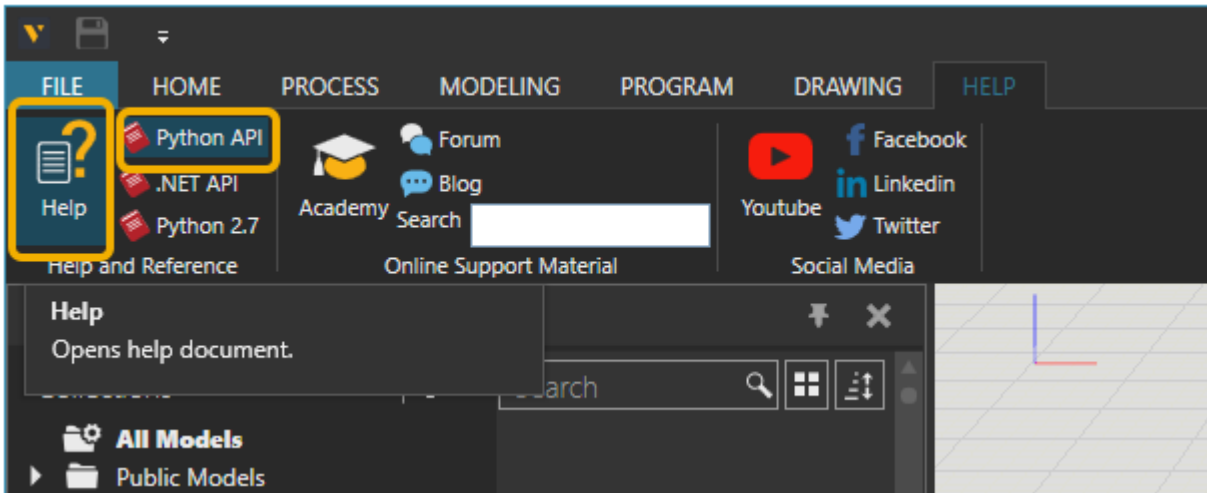 FILE HOME PROCESS MODELING PROGRAM DRAWING HELP
Help
Python API
.NET API
Python 2.7
Help and Reference
Academy
Forum
Blog
Search
Online Support Material
Youtube
Facebook
Linkedin
Twitter
Social Media
Help
Opens help document.
Search
All Models
Public Models